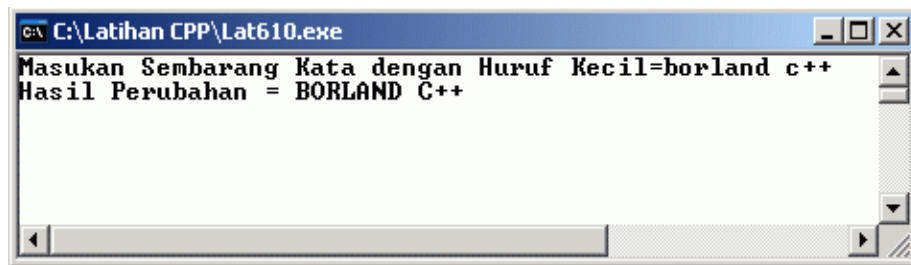 C:\Latihan CPP\Lat610.exe
Masukan Sembarang Kata dengan Huruf Kecil=borland c++
Hasil Perubahan = BORLAND C++